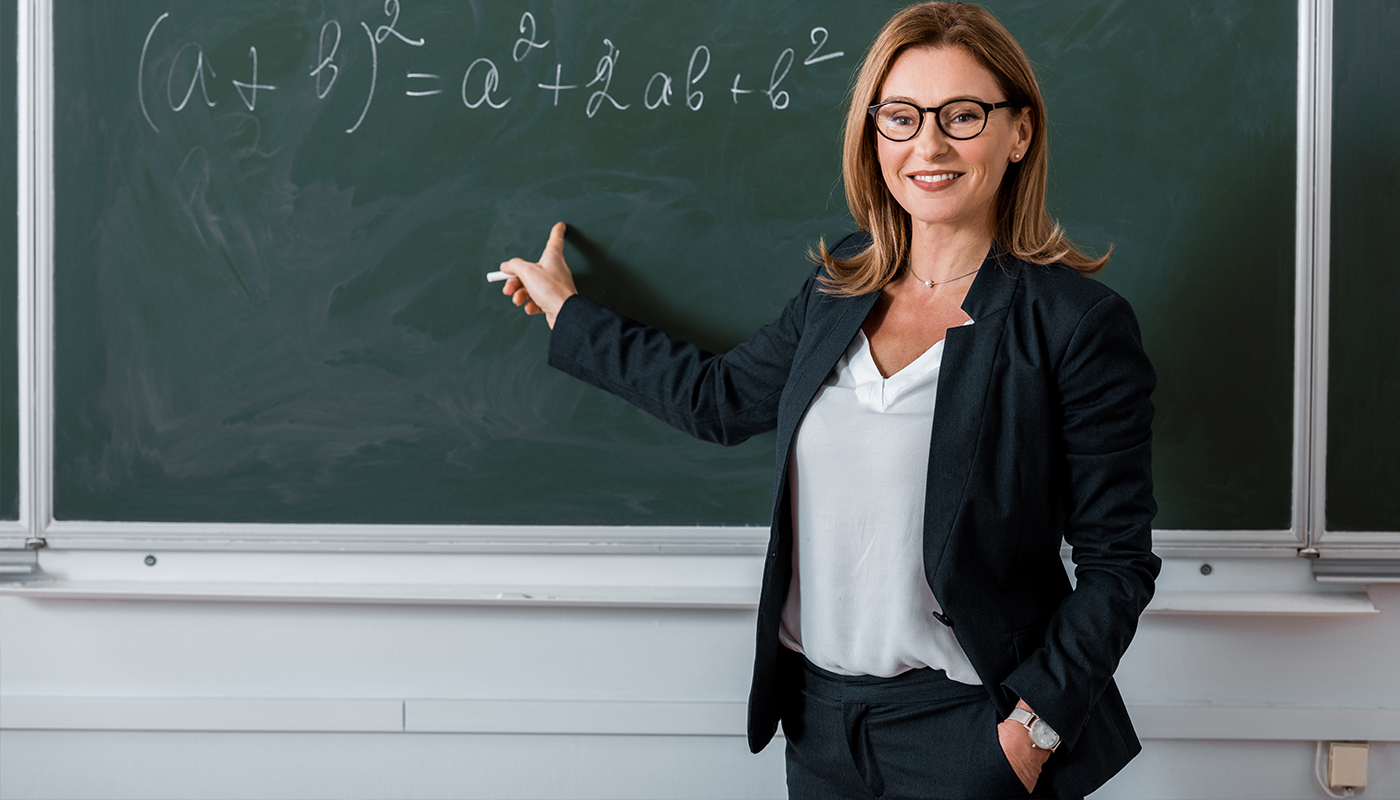 (a + b)² = a² + 2ab + b²